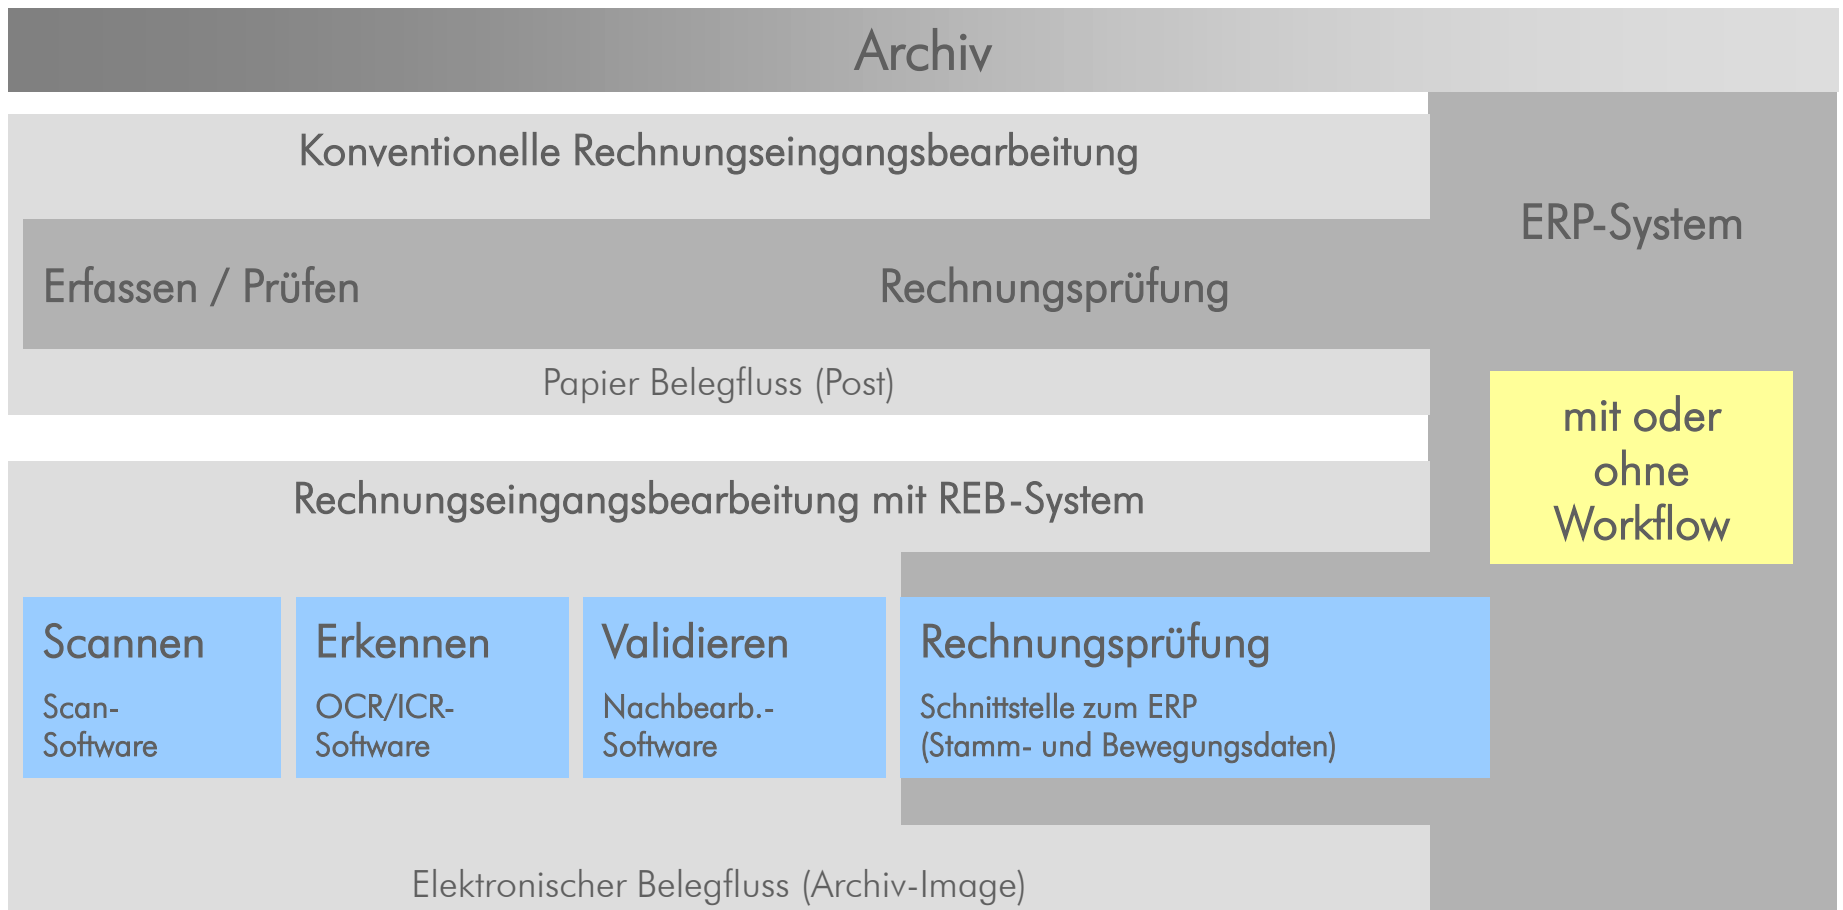 Archiv
Konventionelle Rechnungseingangsbearbeitung
ERP-System
Erfassen / Prüfen
Rechnungsprüfung
Papier Belegfluss (Post)
mit oder
ohne
Workflow
Rechnungseingangsbearbeitung mit REB-System
Scannen
Scan-
Software
Erkennen
OCR/ICR-
Software
Validieren
Nachbearb.-
Software
Rechnungsprüfung
Schnittstelle zum ERP
(Stamm- und Bewegungsdaten)
Elektronischer Belegfluss (Archiv-Image)